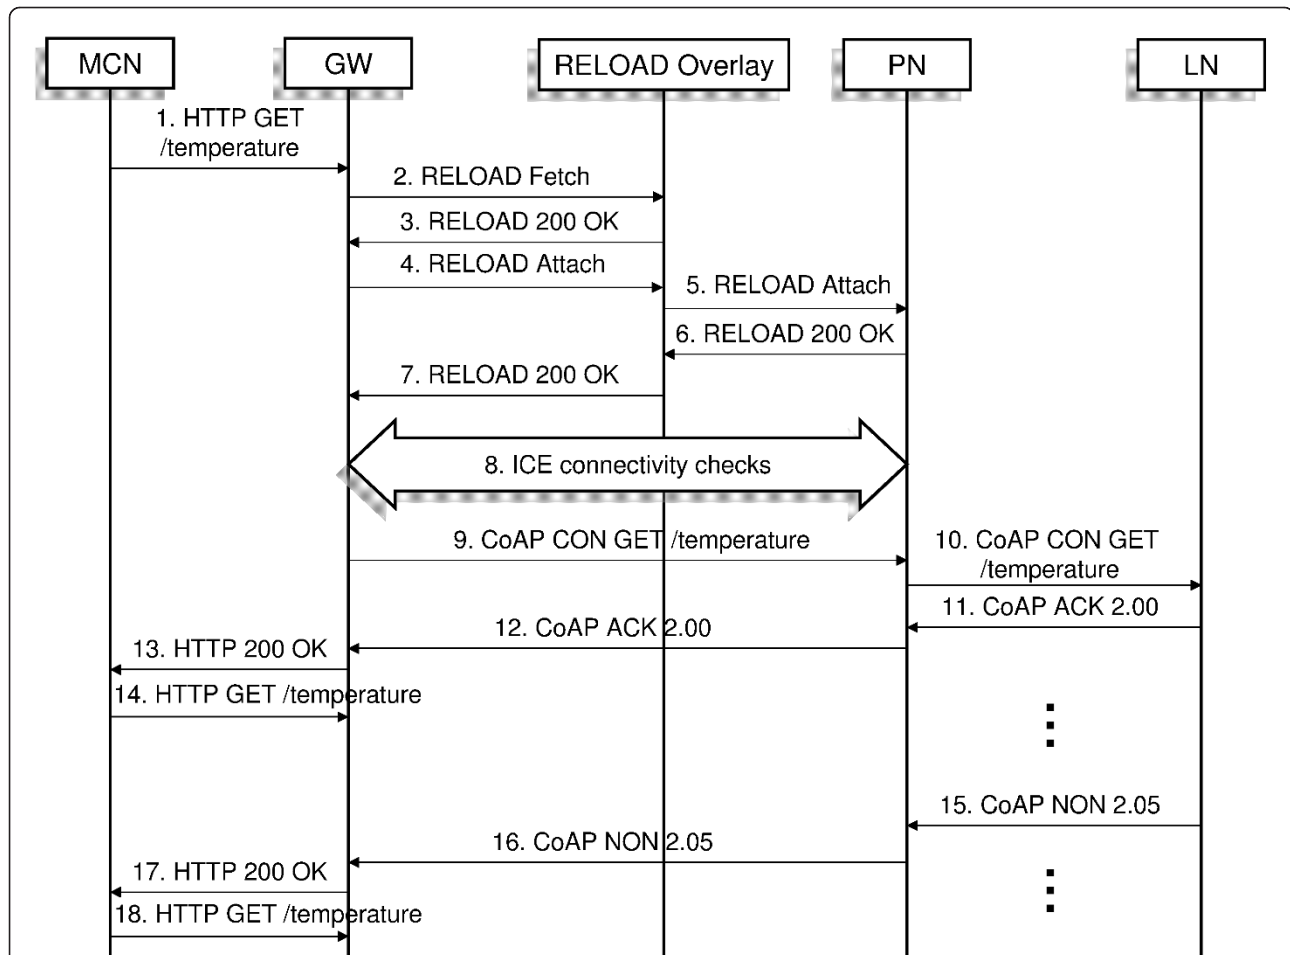 MCN
GW
RELOAD Overlay
PN
LN
1. HTTP GET
/temperature
2. RELOAD Fetch
3. RELOAD 200 OK
4. RELOAD Attach
5. RELOAD Attach
6. RELOAD 200 OK
7. RELOAD 200 OK
8. ICE connectivity checks
9. CoAP CON GET /temperature
10. CoAP CON GET
/temperature
11. CoAP ACK 2.00
12. CoAP ACK 2.00
13. HTTP 200 OK
14. HTTP GET /temperature
15. CoAP NON 2.05
16. CoAP NON 2.05
17. HTTP 200 OK
18. HTTP GET /temperature